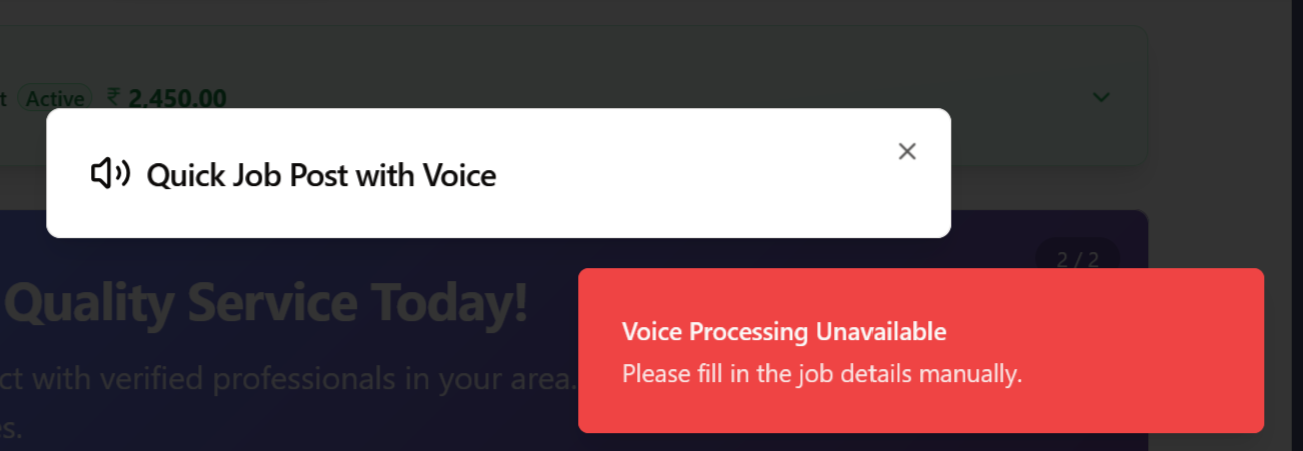 t Active ₹ 2,450.00
Quick Job Post with Voice
2 / 2
Quality Service Today!
Voice Processing Unavailable
ct with verified professionals in your area.
Please fill in the job details manually.
es.